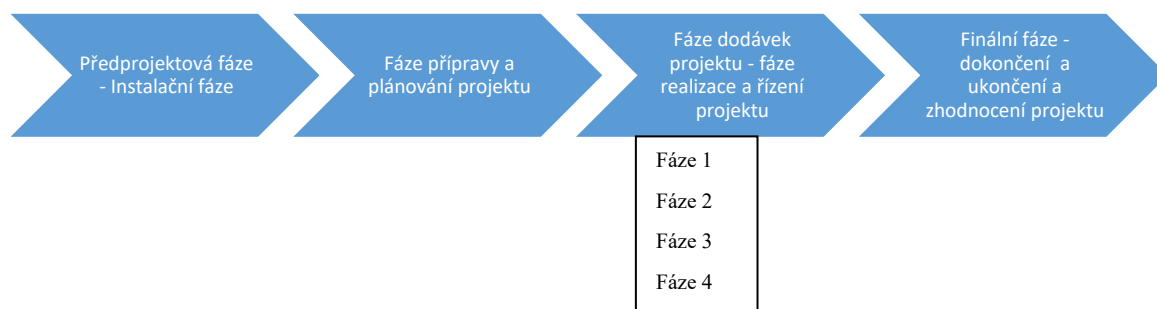 Předprojektová fáze
- Instalační fáze
Fáze přípravy a
plánování projektu
Fáze dodávek
projektu - fáze
realizace a řízení
projektu
Finální fáze -
dokončení  a
ukončení a
zhodnocení projektu
Fáze 1
Fáze 2
Fáze 3
Fáze 4